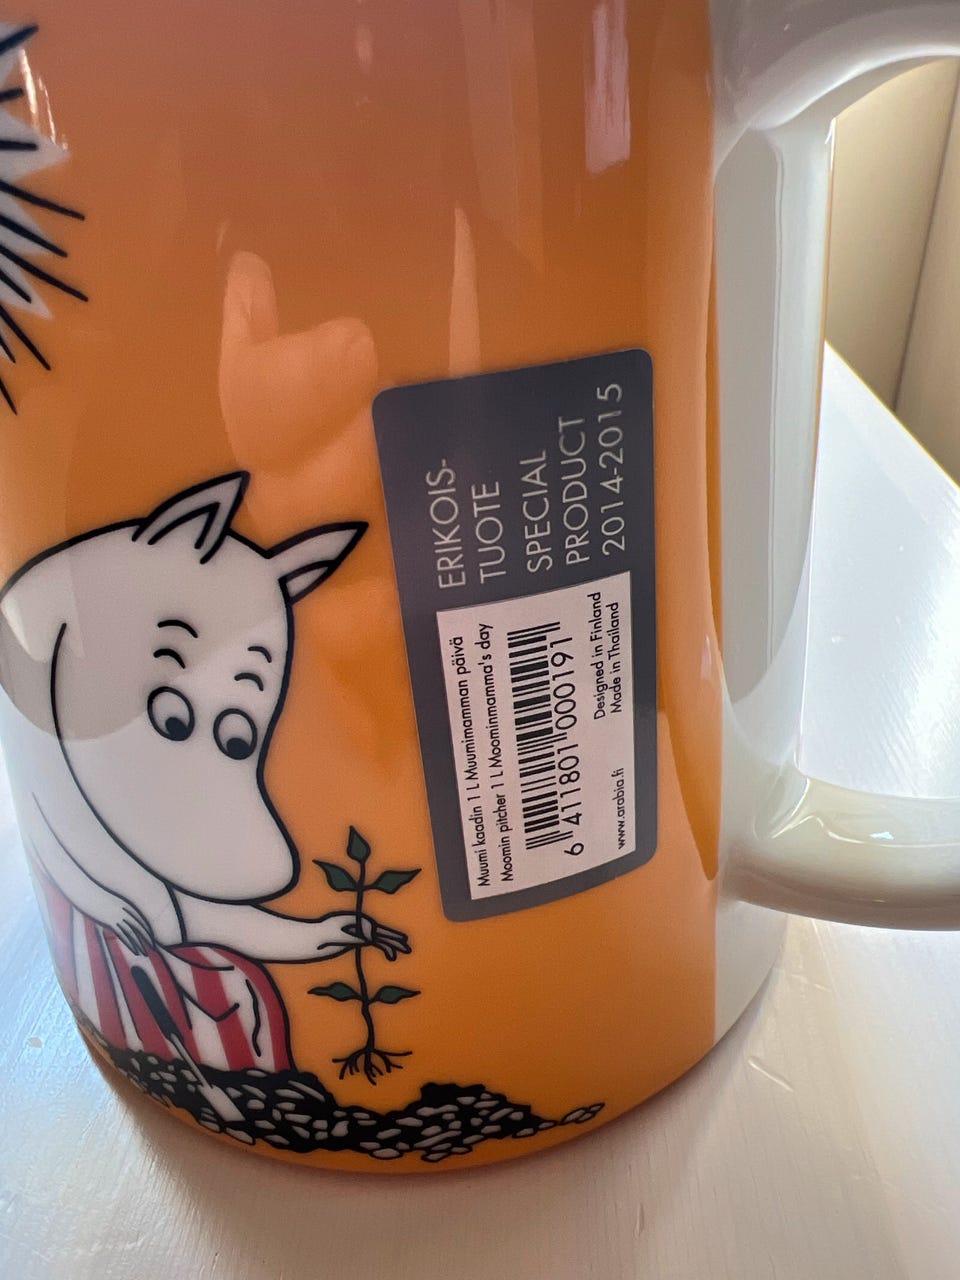 ERIKOIS-
TUOTE
SPECIAL
PRODUCT
2014-2015
Muumi kaadin 1 L Muumimamman päivä
Moomin pitcher 1 L Moominmamma's day
6 411801 000191
Designed in Finland
Made in Thailand
www.arabia.fi